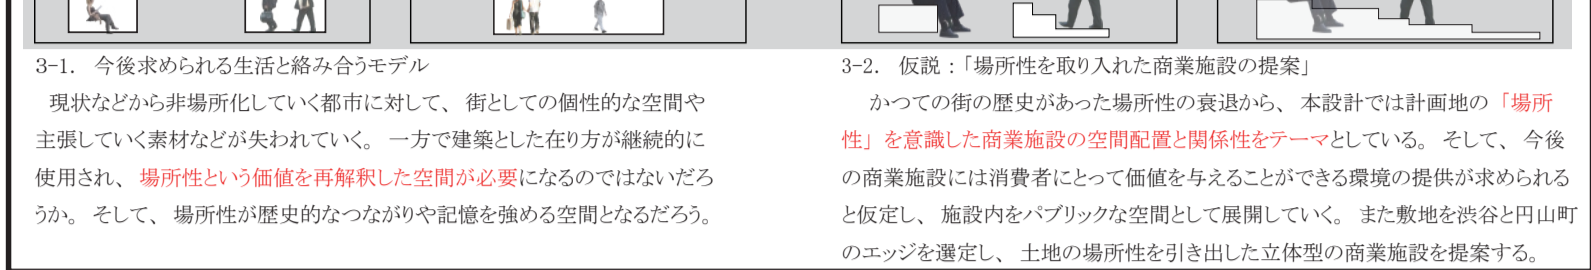 3-1. 今後求められる生活と絡み合うモデル
現状などから非場所化していく都市に対して、街としての個性的な空間や
主張していく素材などが失われていく。一方で建築とした在り方が継続的に
使用され、場所性という価値を再解釈した空間が必要になるのではないだろ
うか。そして、場所性が歴史的なつながりや記憶を強める空間となるだろう。
3-2. 仮説：「場所性を取り入れた商業施設の提案」
かつての街の歴史があった場所性の衰退から、本設計では計画地の「場所
性」を意識した商業施設の空間配置と関係性をテーマとしている。そして、今後
の商業施設には消費者にとって価値を与えることができる環境の提供が求められる
と仮定し、施設内をパブリックな空間として展開していく。また敷地を渋谷と円山町
のエッジを選定し、土地の場所性を引き出した立体型の商業施設を提案する。